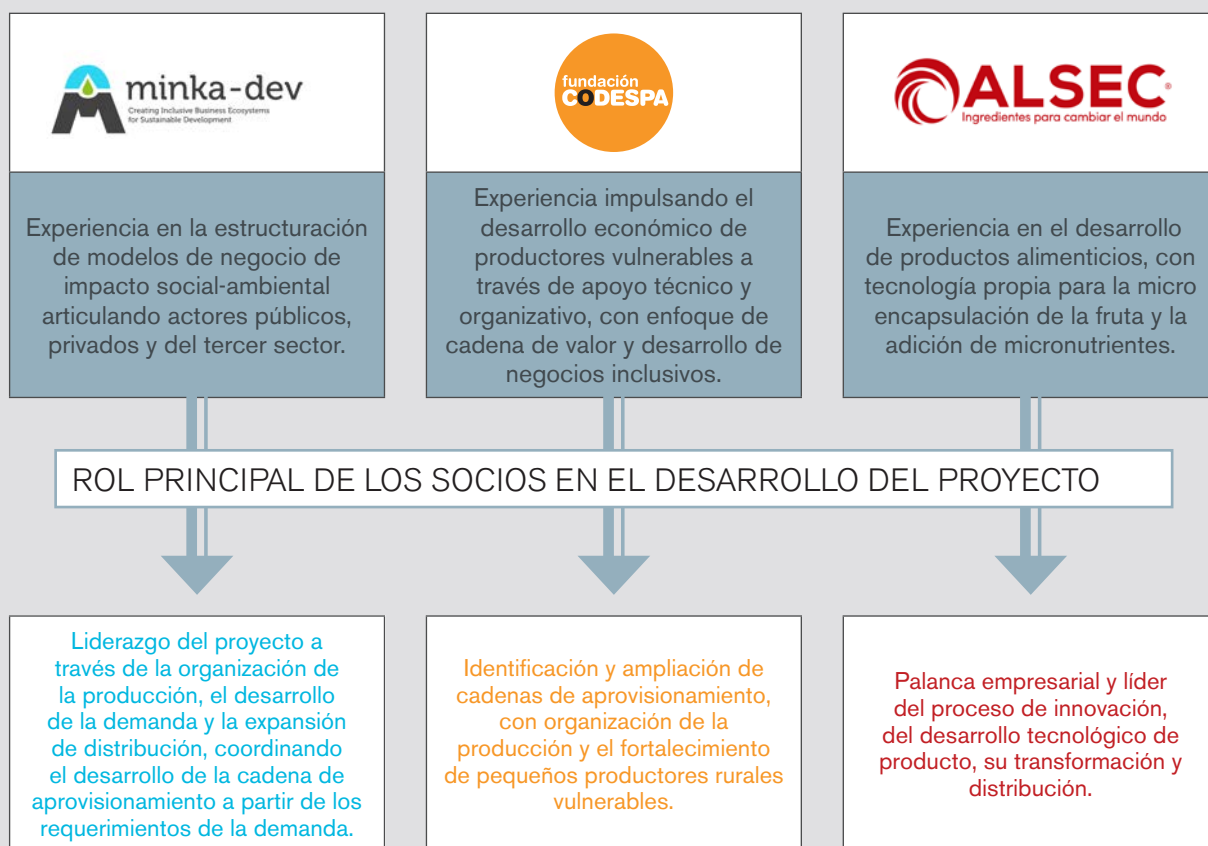 minka-dev
Creating Inclusive Business Ecosystems
for Sustainable Development
Experiencia en la estructuración
de modelos de negocio de
impacto social-ambiental
articulando actores públicos,
privados y del tercer sector.
fundación
CODESPA
Experiencia impulsando el
desarrollo económico de
productores vulnerables a
través de apoyo técnico y
organizativo, con enfoque de
cadena de valor y desarrollo de
negocios inclusivos.
ALSEC®
Ingredientes para cambiar el mundo
Experiencia en el desarrollo
de productos alimenticios, con
tecnología propia para la micro
encapsulación de la fruta y la
adición de micronutrientes.
ROL PRINCIPAL DE LOS SOCIOS EN EL DESARROLLO DEL PROYECTO
Liderazgo del proyecto a
través de la organización de
la producción, el desarrollo
de la demanda y la expansión
de distribución, coordinando
el desarrollo de la cadena de
aprovisionamiento a partir de los
requerimientos de la demanda.
Identificación y ampliación de
cadenas de aprovisionamiento,
con organización de la
producción y el fortalecimiento
de pequeños productores rurales
vulnerables.
Palanca empresarial y líder
del proceso de innovación,
del desarrollo tecnológico de
producto, su transformación y
distribución.